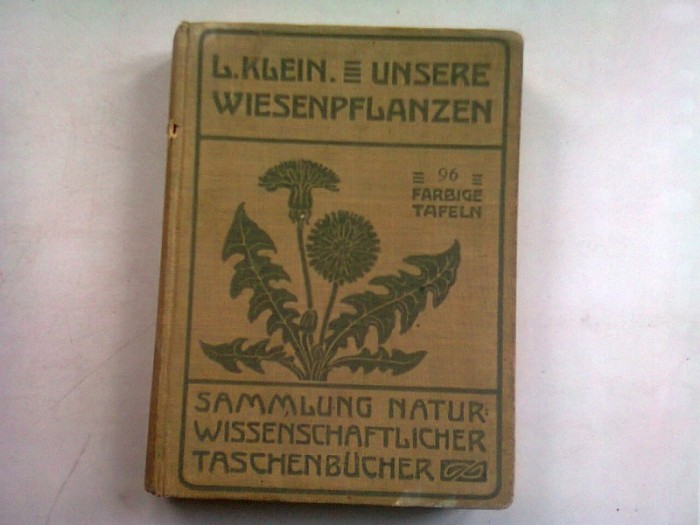 L. KLEIN. UNSERE
WIESENPFLANZEN
96
FARBIGE
TAFELN
SAMMLUNG NATUR-
WISSENSCHAFTLICHER
TASCHENBÜCHER